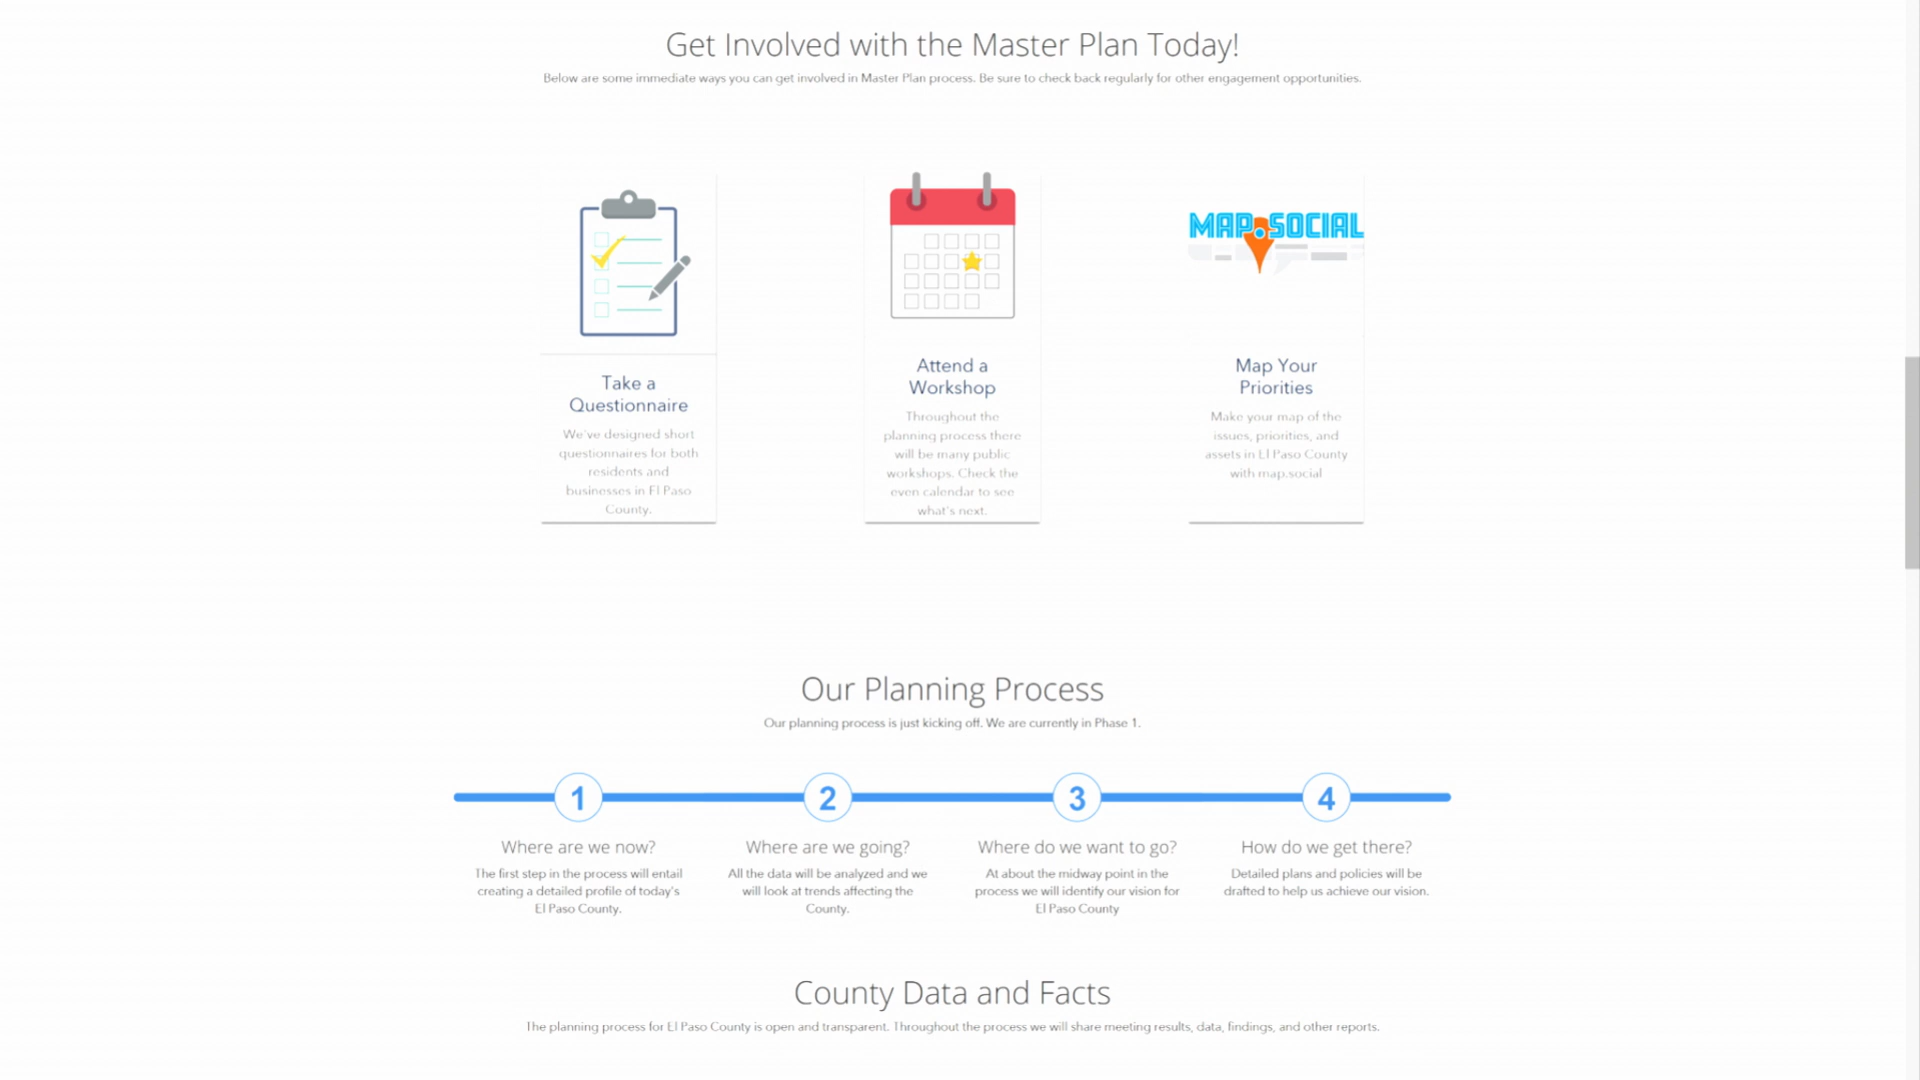 Get Involved with the Master Plan Today!
Below are some immediate ways you can get involved in Master Plan process. Be sure to check back regularly for other engagement opportunities.
MAP.SOCIAL
Take a
Questionnaire
We've designed short
questionnaires for both
residents and
businesses in El Paso
County.
Attend a
Workshop
Throughout the
planning process there
will be many public
workshops. Check the
even calendar to see
what's next.
Map Your
Priorities
Make your map of the
issues, priorities, and
assets in El Paso County
with map.social
Our Planning Process
Our planning process is just kicking off. We are currently in Phase 1.
1
2
3
4
Where are we now?
The first step in the process will entail
creating a detailed profile of today's
El Paso County.
Where are we going?
All the data will be analyzed and we
will look at trends affecting the
County.
Where do we want to go?
At about the midway point in the
process we will identify our vision for
El Paso County
How do we get there?
Detailed plans and policies will be
drafted to help us achieve our vision.
County Data and Facts
The planning process for El Paso County is open and transparent. Throughout the process we will share meeting results, data, findings, and other reports.